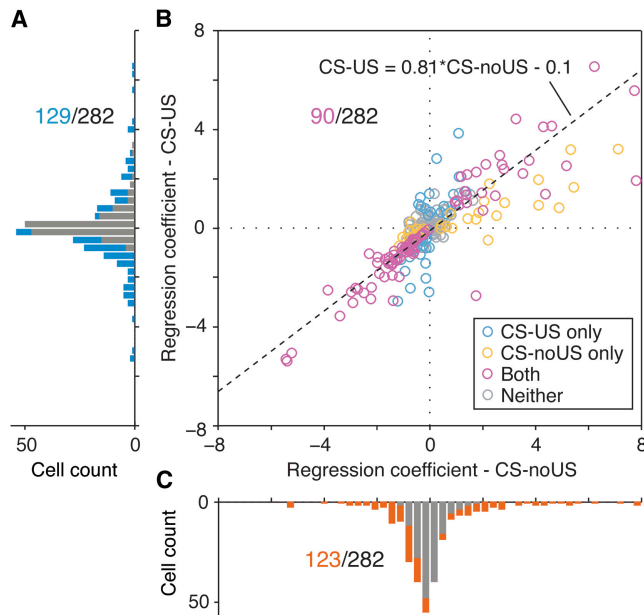 A
B
129/282
50
0
Cell count
8
4
0
−4
−8
Regression coefficient - CS-US
CS-US = 0.81*CS-noUS - 0.1
90/282
CS-US only
CS-noUS only
Both
Neither
−8
−4
0
4
8
Regression coefficient - CS-noUS
C
0
50
Cell count
123/282